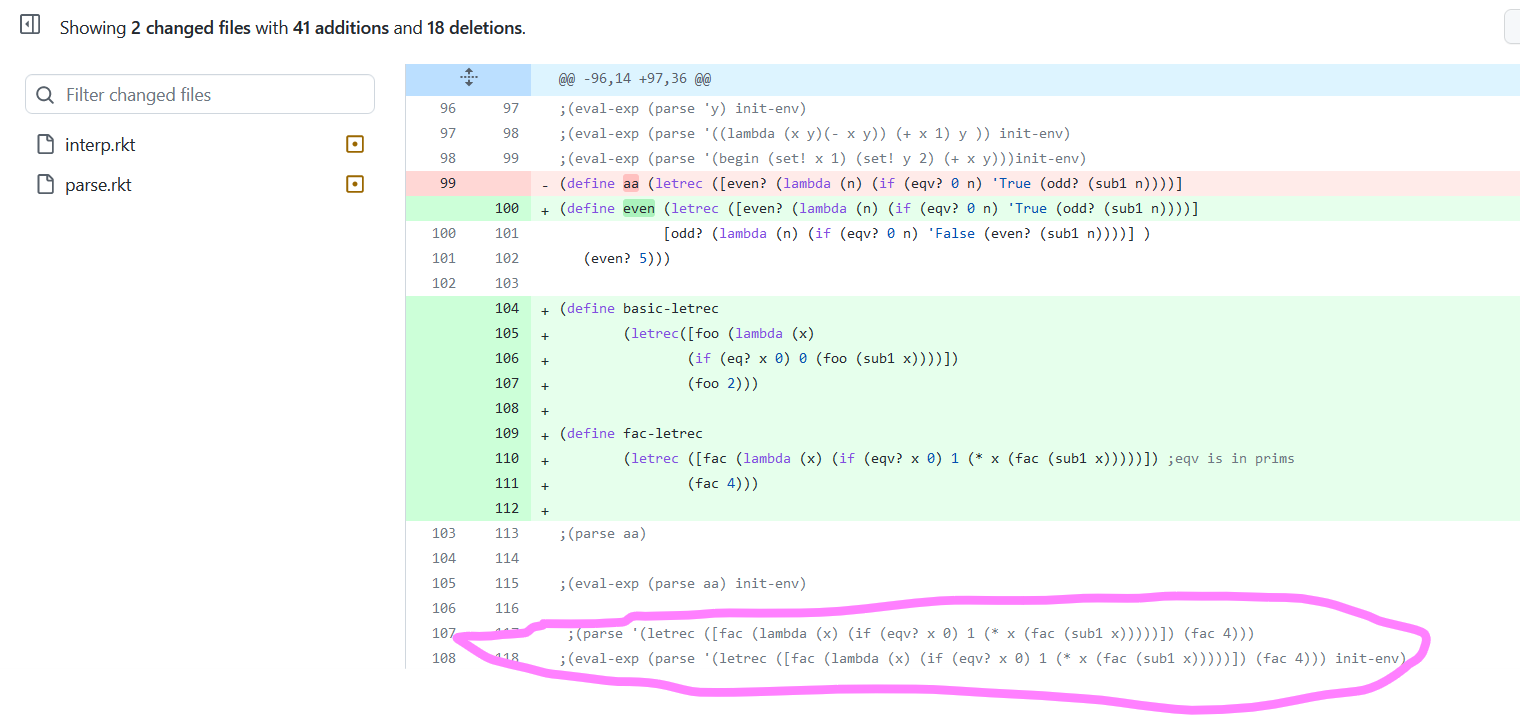 Showing 2 changed files with 41 additions and 18 deletions.
Filter changed files
interp.rkt
parse.rkt
@@ -96,14 +97,36 @@
96 97 ;(eval-exp (parse 'y) init-env)
97 98 ;(eval-exp (parse '((lambda (x y)(- x y)) (+ x 1) y )) init-env)
98 99 ;(eval-exp (parse '(begin (set! x 1) (set! y 2) (+ x y)))init-env)
99 - (define aa (letrec ([even? (lambda (n) (if (eqv? 0 n) 'True (odd? (sub1 n))))]
100 + (define even (letrec ([even? (lambda (n) (if (eqv? 0 n) 'True (odd? (sub1 n))))]
100 101 [odd? (lambda (n) (if (eqv? 0 n) 'False (even? (sub1 n))))] )
101 102 (even? 5)))
102 103
104 + (define basic-letrec
105 + (letrec([foo (lambda (x)
106 + (if (eq? x 0) 0 (foo (sub1 x))))])
107 + (foo 2)))
108 +
109 + (define fac-letrec
110 + (letrec ([fac (lambda (x) (if (eqv? x 0) 1 (* x (fac (sub1 x)))))]) ;eqv is in prims
111 + (fac 4)))
112 +
103 113 ;(parse aa)
104 114
105 115 ;(eval-exp (parse aa) init-env)
106 116
107 117 ;(parse '(letrec ([fac (lambda (x) (if (eqv? x 0) 1 (* x (fac (sub1 x)))))]) (fac 4)))
108 118 ;(eval-exp (parse '(letrec ([fac (lambda (x) (if (eqv? x 0) 1 (* x (fac (sub1 x)))))]) (fac 4))) init-env)